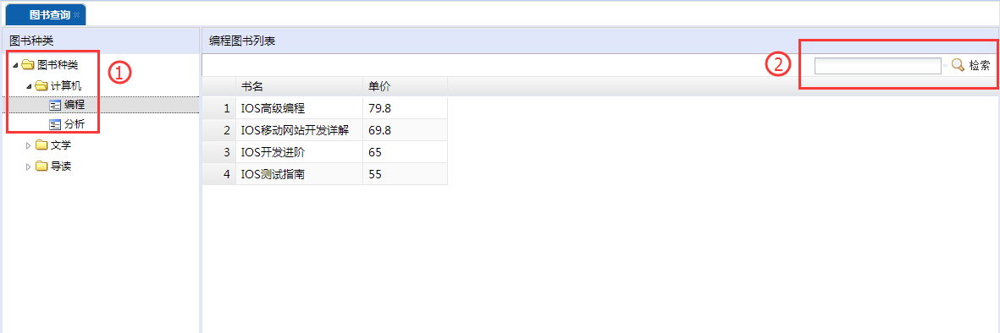 图书查询
图书种类
编程图书列表
图书种类
①
计算机
编程
分析
文学
导读
②
检索
书名 单价
1 IOS高级编程 79.8
2 IOS移动网站开发详解 69.8
3 IOS开发进阶 65
4 IOS测试指南 55